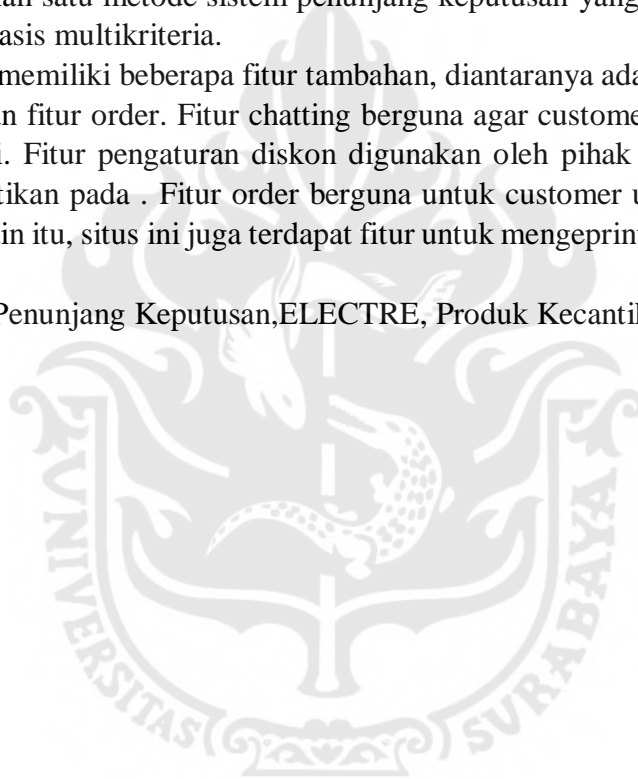 an satu metode sistem penunjang keputusan yang
asis multikriteria.
memiliki beberapa fitur tambahan, diantaranya ada
n fitur order. Fitur chatting berguna agar custome
i. Fitur pengaturan diskon digunakan oleh pihak
tikan pada . Fitur order berguna untuk customer u
in itu, situs ini juga terdapat fitur untuk mengeprint
Penunjang Keputusan,ELECTRE, Produk Kecantik
UNIVERSITAS SURABAYA